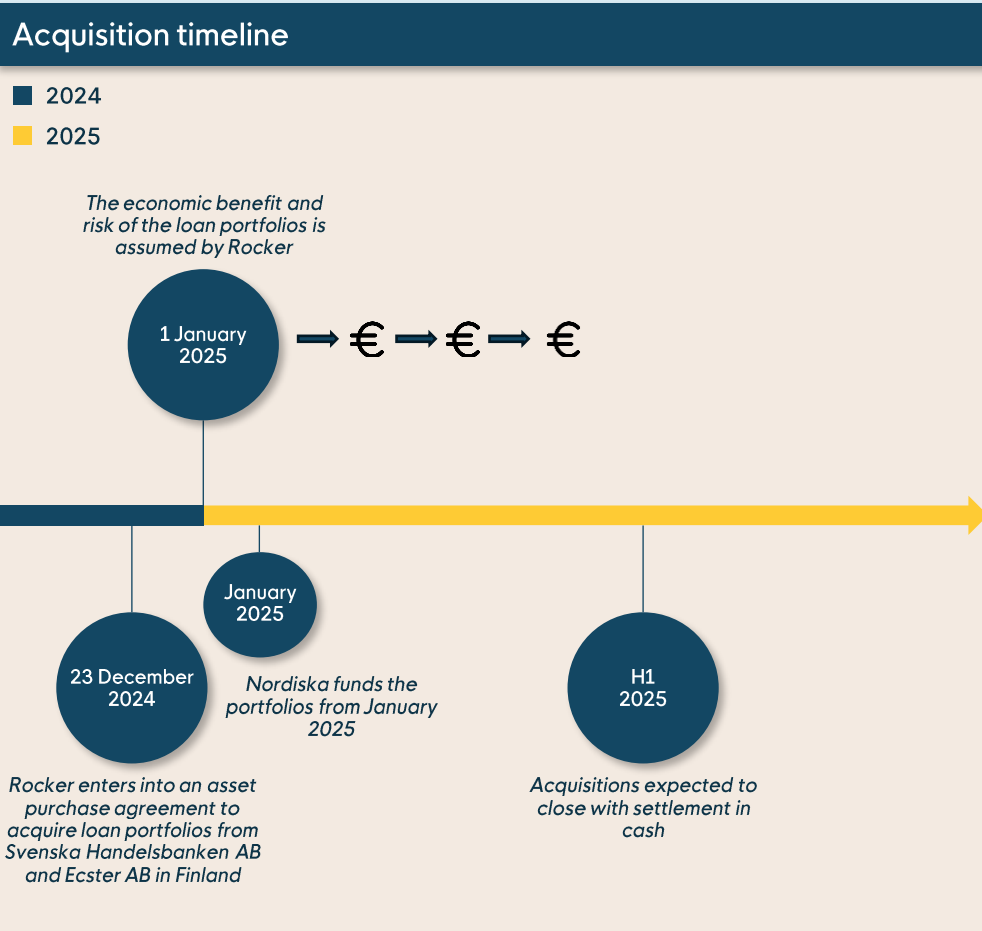 Acquisition timeline
2024
2025
The economic benefit and
risk of the loan portfolios is
assumed by Rocker
1 January
2025
€ € €
January
2025
23 December
2024
Nordiska funds the
portfolios from January
2025
H1
2025
Rocker enters into an asset
purchase agreement to
acquire loan portfolios from
Svenska Handelsbanken AB
and Ecster AB in Finland
Acquisitions expected to
close with settlement in
cash